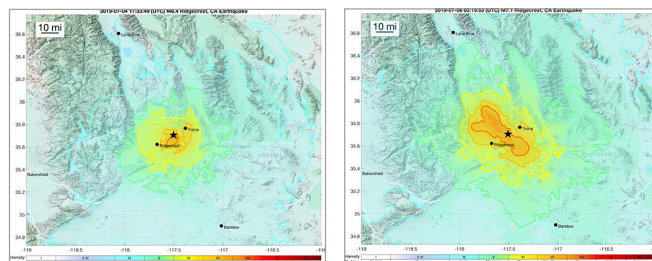 2019-07-04 17:33:49 (UTC) M6.4 Ridgecrest, CA Earthquake
10 mi
Lone Pine
36.6
36.4
36.2
36
35.8
Trona
Ridgecrest
35.6
35.4
Bakersfield
35.2
35
Barstow
34.8
-119
-118.5
-118
-117.5
-117
-116.5
Intensity
2019-07-06 03:19:53 (UTC) M7.1 Ridgecrest, CA Earthquake
10 mi
Lone Pine
36.6
36.4
36.2
36
35.8
Trona
Ridgecrest
35.6
35.4
Bakersfield
35.2
35
Barstow
34.8
-119
-118.5
-118
-117.5
-117
-116.5
Intensity